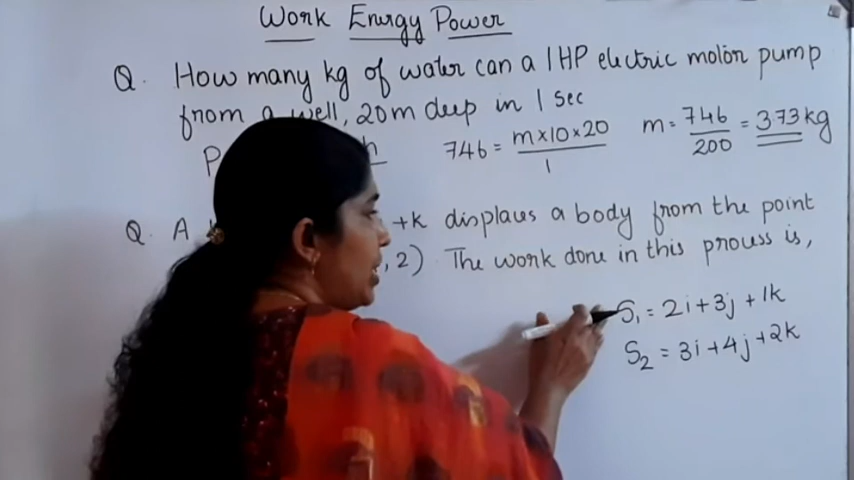 Work Energy Power
Q. How many kg of water can a 1HP electric motor pump
from a well, 20m deep in 1 sec
P h 746 = m×10×20 / 1 m = 746 / 200 = 373kg
Q. A +k displaces a body from the point
, 2) The work done in this process is,
S₁ = 2i+3j+1k
S₂ = 3i+4j+2k